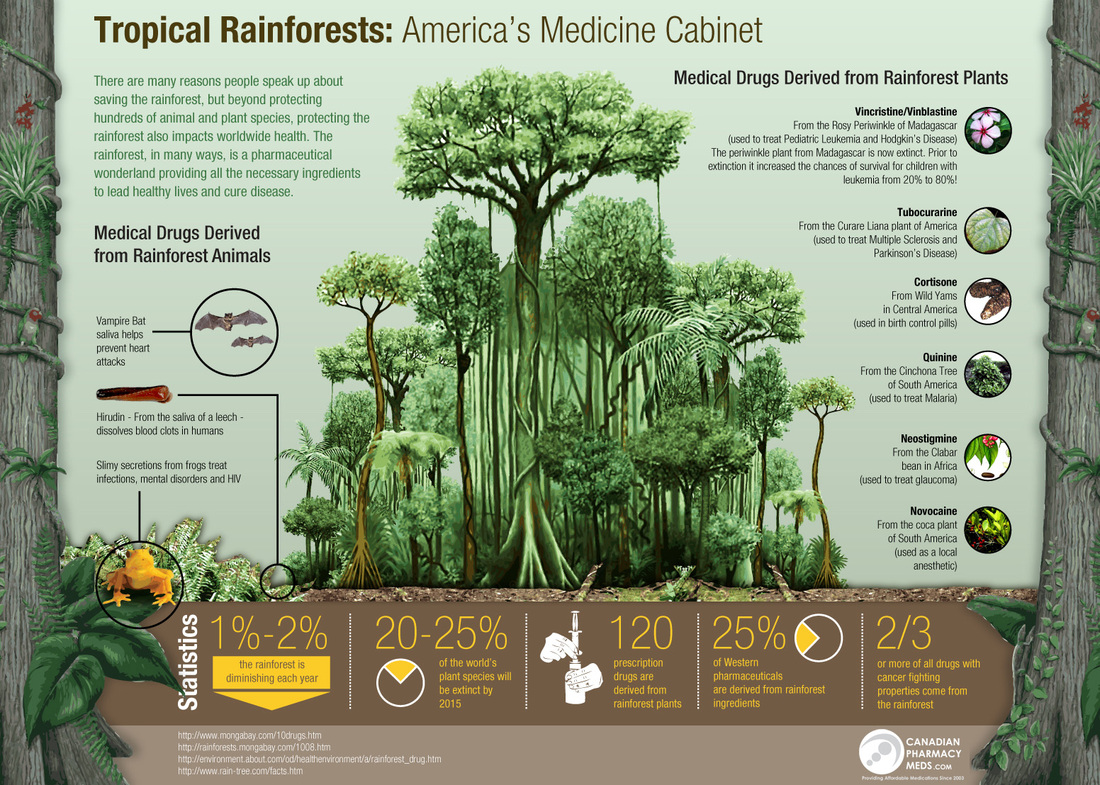 Tropical Rainforests: America's Medicine Cabinet
There are many reasons people speak up about
saving the rainforest, but beyond protecting
hundreds of animal and plant species, protecting the
rainforest also impacts worldwide health. The
rainforest, in many ways, is a pharmaceutical
wonderland providing all the necessary ingredients
to lead healthy lives and cure disease.
Medical Drugs Derived
from Rainforest Animals
Vampire Bat
saliva helps
prevent heart
attacks
Hirudin - From the saliva of a leech -
dissolves blood clots in humans
Slimy secretions from frogs treat
infections, mental disorders and HIV
Medical Drugs Derived from Rainforest Plants
Vincristine/Vinblastine
From the Rosy Periwinkle of Madagascar
(used to treat Pediatric Leukemia and Hodgkin's Disease)
The periwinkle plant from Madagascar is now extinct. Prior to
extinction it increased the chances of survival for children with
leukemia from 20% to 80%!
Tubocurarine
From the Curare Liana plant of America
(used to treat Multiple Sclerosis and
Parkinson's Disease)
Cortisone
From Wild Yams
in Central America
(used in birth control pills)
Quinine
From the Cinchona Tree
of South America
(used to treat Malaria)
Neostigmine
From the Clabar
bean in Africa
(used to treat glaucoma)
Novocaine
From the coca plant
of South America
(used as a local
anesthetic)
Statistics
1%-2%
the rainforest is
diminishing each year
20-25%
of the world's
plant species will
be extinct by
2015
120
prescription
drugs are
derived from
rainforest plants
25%
of Western
pharmaceuticals
are derived from rainforest
ingredients
2/3
or more of all drugs with
cancer fighting
properties come from
the rainforest
http://www.mongabay.com/10drugs.htm
http://rainforests.mongabay.com/1008.htm
http://environment.about.com/od/healthenvironment/a/rainforest_drug.htm
http://www.rain-tree.com/facts.htm
CANADIAN
PHARMACY
MEDS.COM
Providing Affordable Medications Since 2003